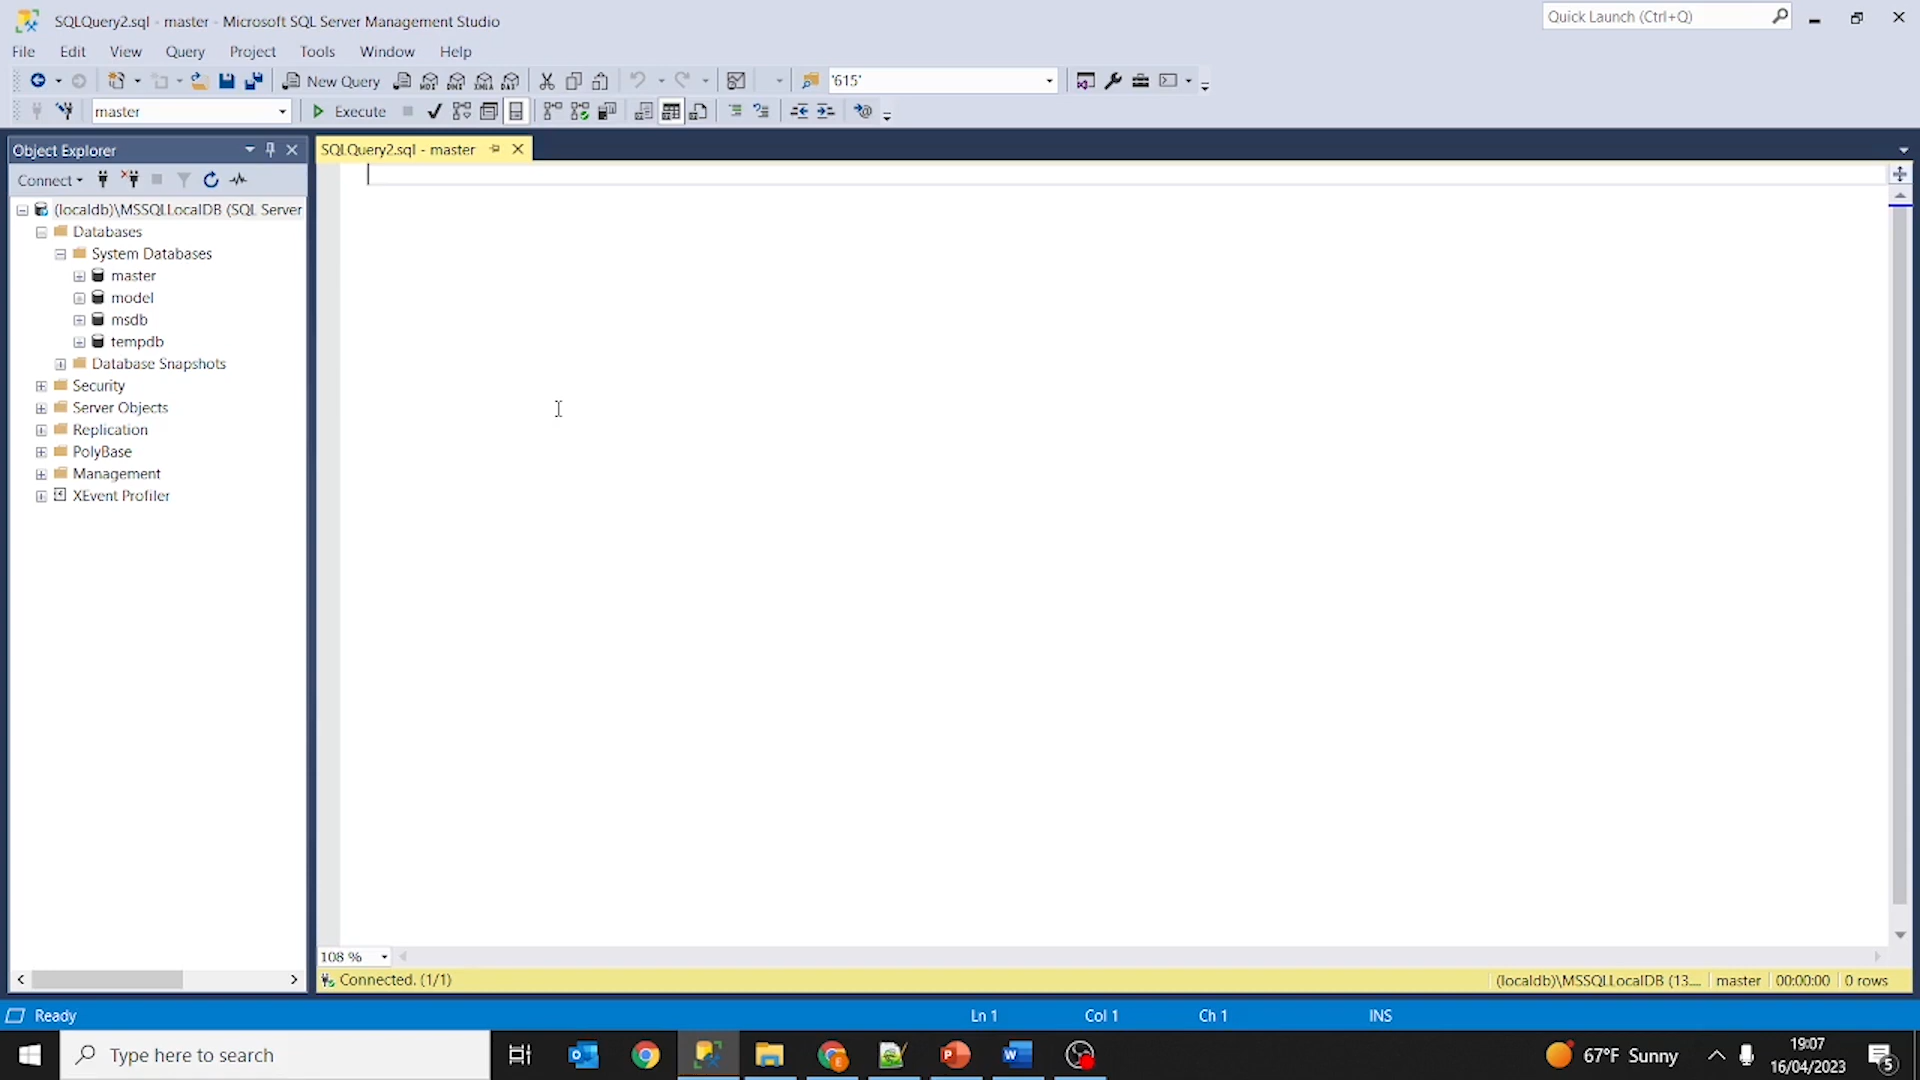 SQLQuery2.sql - master - Microsoft SQL Server Management Studio
Quick Launch (Ctrl+Q)
File Edit View Query Project Tools Window Help
New Query
'615'
master
Execute
Object Explorer
SQLQuery2.sql - master
Connect
(localdb)\MSSQLLocalDB (SQL Server
Databases
System Databases
master
model
msdb
tempdb
Database Snapshots
Security
Server Objects
Replication
PolyBase
Management
XEvent Profiler
108 %
Connected. (1/1)
(localdb)\MSSQLLocalDB (13.... master 00:00:00 0 rows
Ready
Ln 1 Col 1 Ch 1 INS
Type here to search
67°F Sunny
19:07
16/04/2023
5